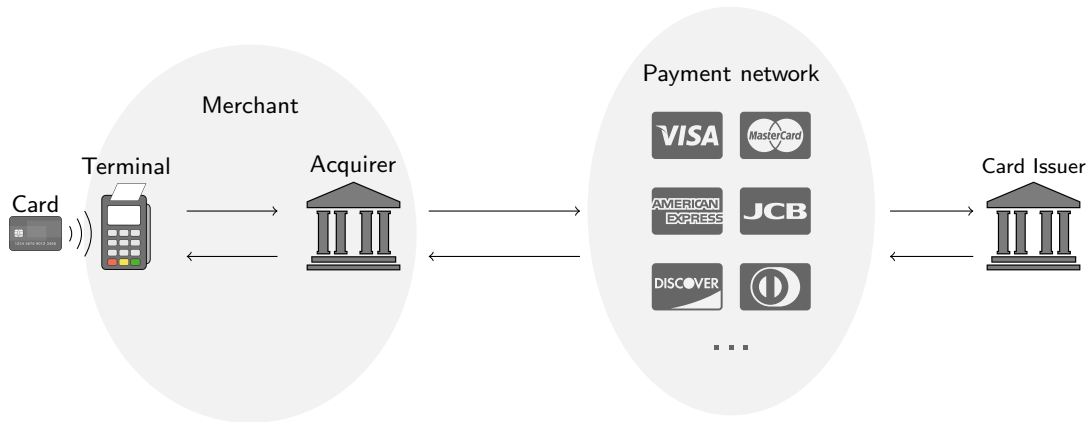 Payment network
Merchant
VISA
MasterCard
Terminal
Acquirer
Card Issuer
Card
AMERICAN
EXPRESS
JCB
DISCOVER
...